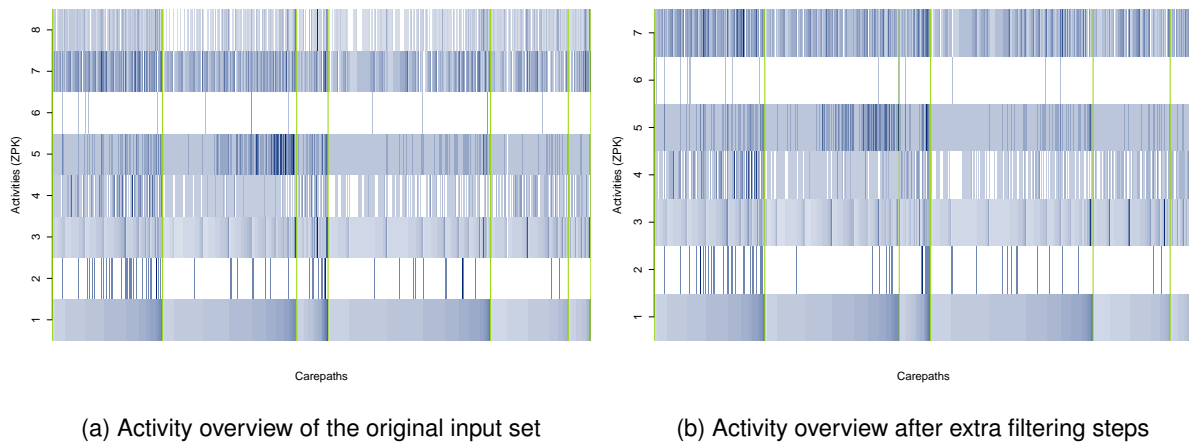 8
7
6
5
4
3
2
1
Activities (ZPK)
Carepaths
(a) Activity overview of the original input set
7
6
5
4
3
2
1
Activities (ZPK)
Carepaths
(b) Activity overview after extra filtering steps